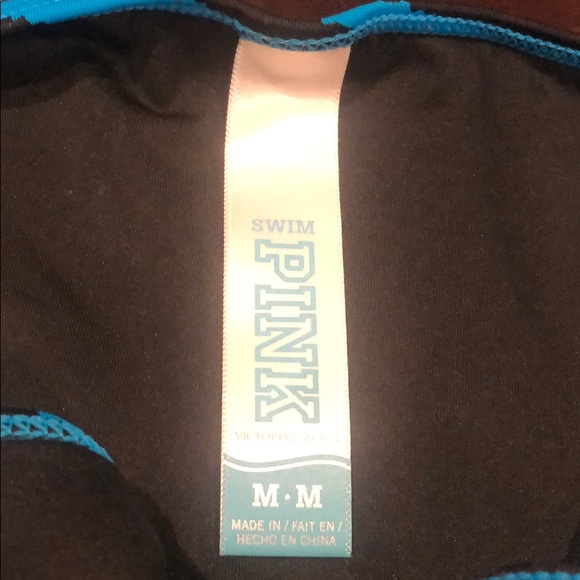 SWIM
PINK
VICTORIA'S SECRET
M • M
MADE IN / FAIT EN /
HECHO EN CHINA